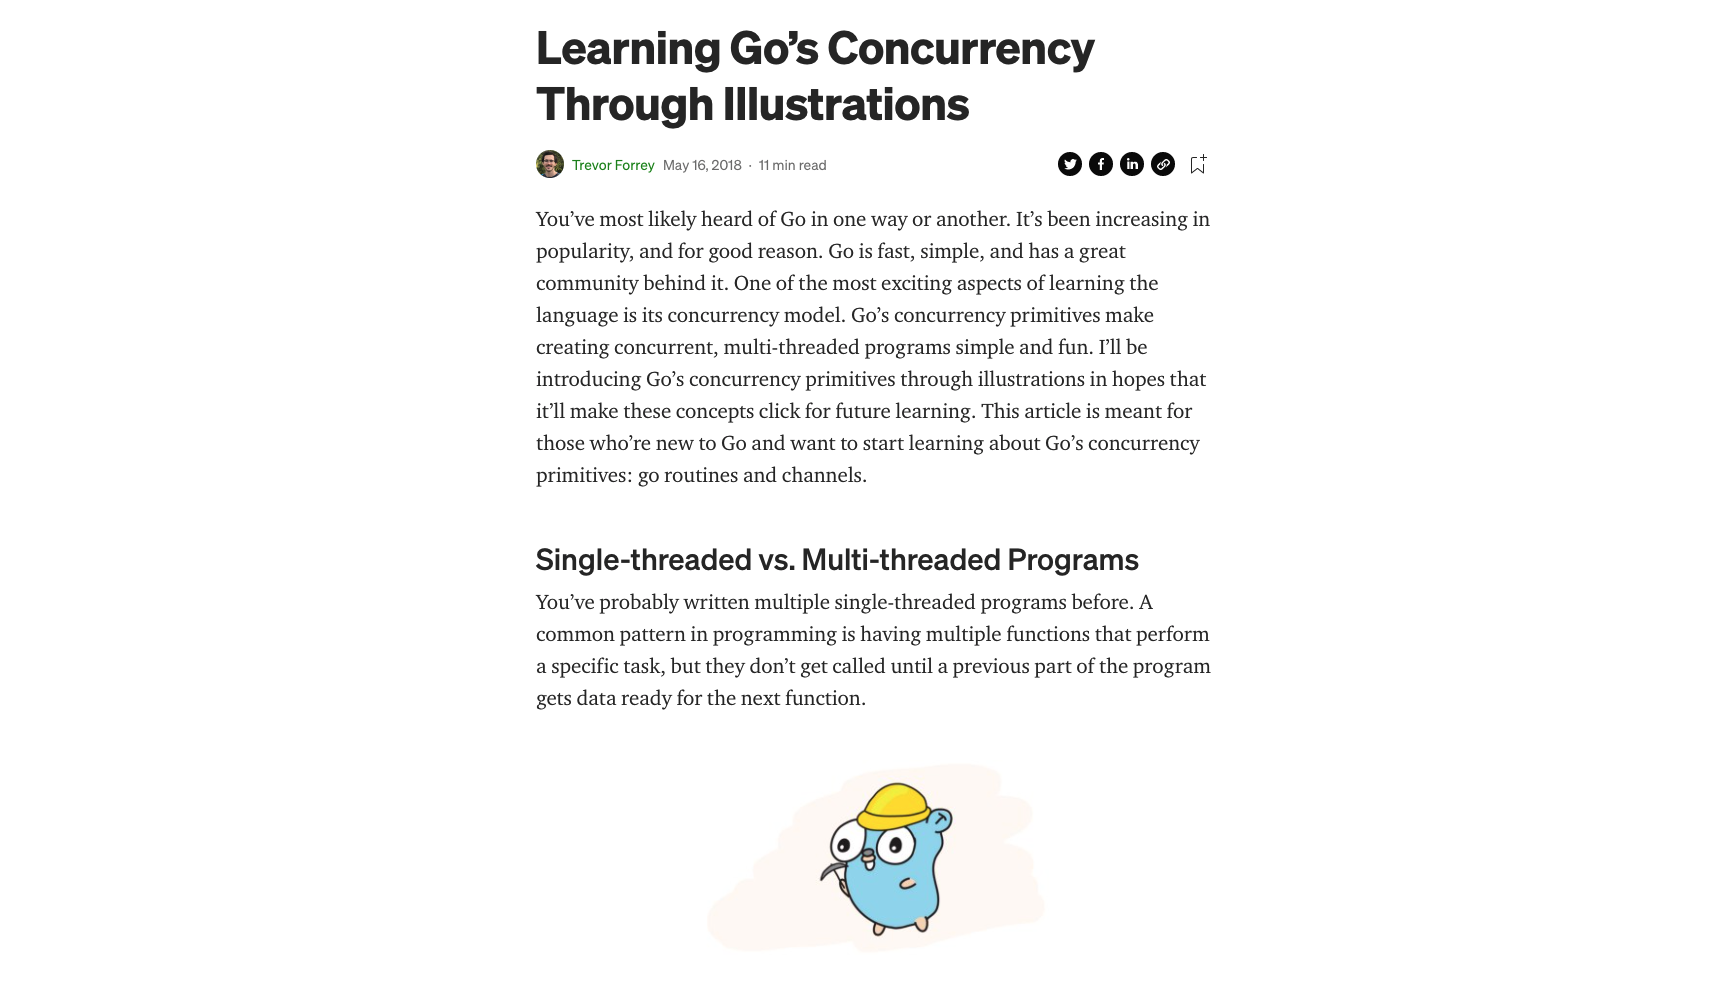 Learning Go’s Concurrency
Through Illustrations
Trevor Forrey May 16, 2018 · 11 min read
You’ve most likely heard of Go in one way or another. It’s been increasing in
popularity, and for good reason. Go is fast, simple, and has a great
community behind it. One of the most exciting aspects of learning the
language is its concurrency model. Go’s concurrency primitives make
creating concurrent, multi-threaded programs simple and fun. I’ll be
introducing Go’s concurrency primitives through illustrations in hopes that
it’ll make these concepts click for future learning. This article is meant for
those who’re new to Go and want to start learning about Go’s concurrency
primitives: go routines and channels.
Single-threaded vs. Multi-threaded Programs
You’ve probably written multiple single-threaded programs before. A
common pattern in programming is having multiple functions that perform
a specific task, but they don’t get called until a previous part of the program
gets data ready for the next function.